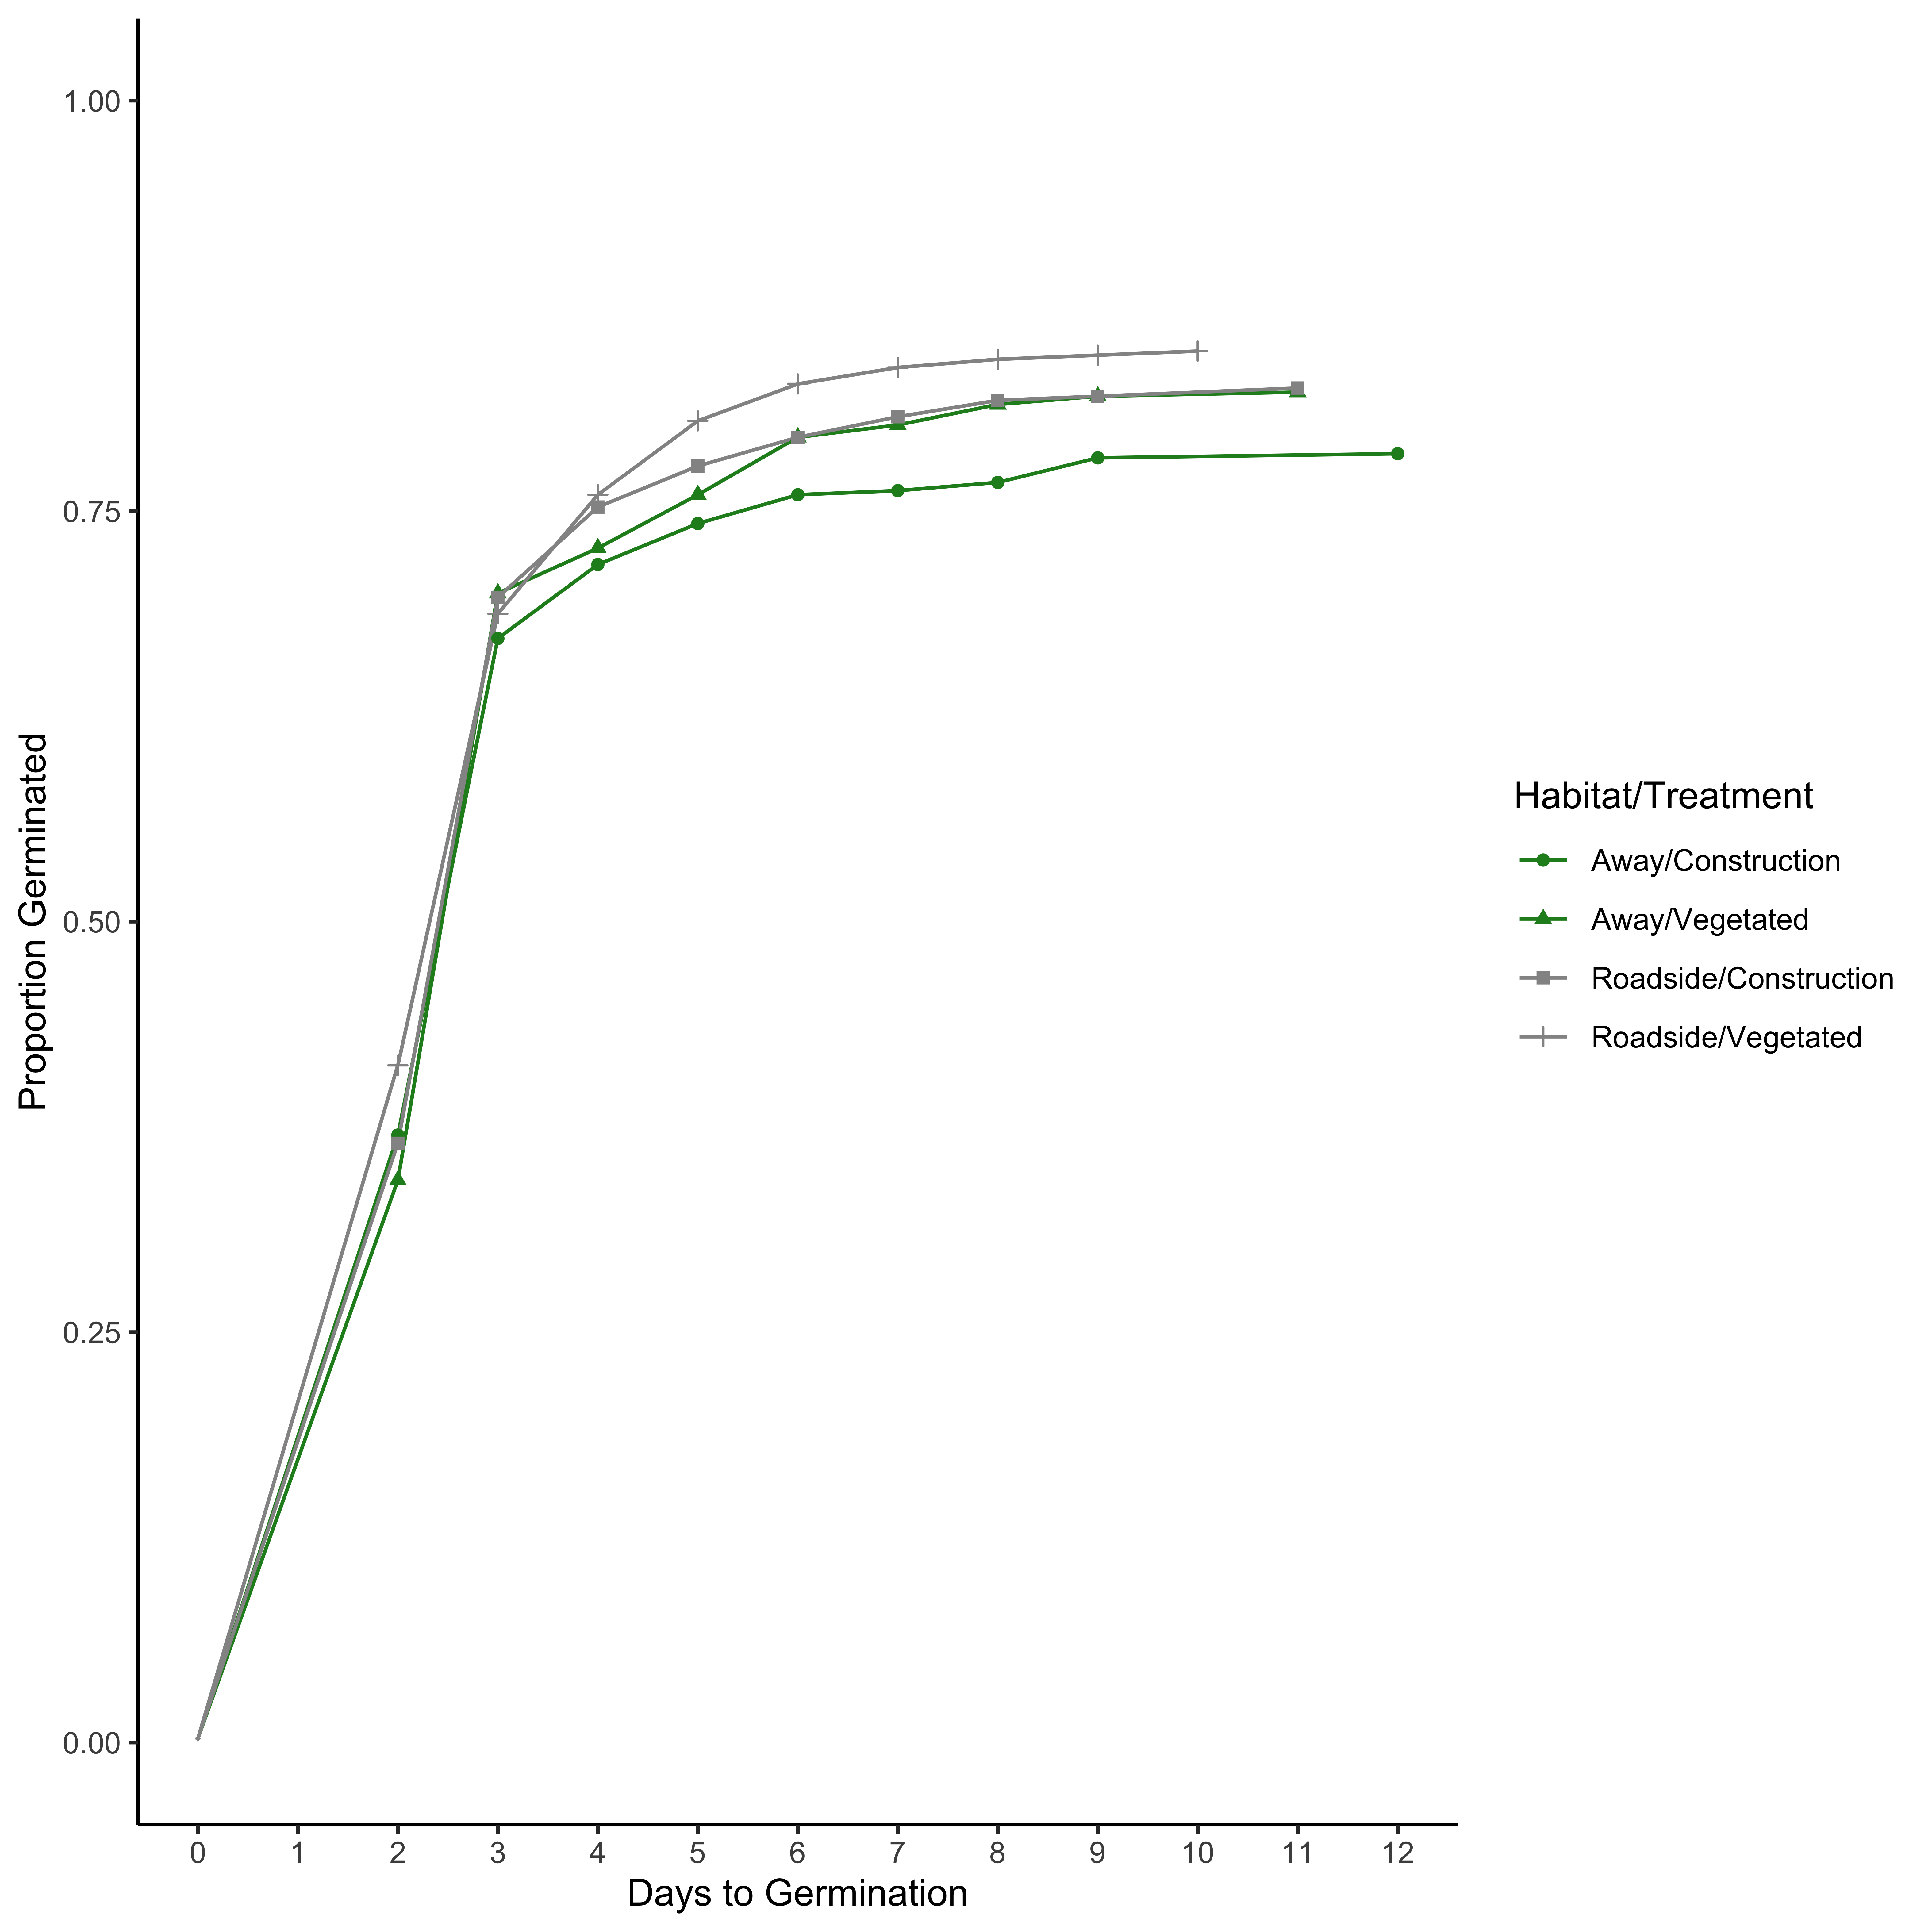 1.00
0.75
0.50
0.25
0.00
Proportion Germinated
0 1 2 3 4 5 6 7 8 9 10 11 12
Days to Germination
Habitat/Treatment
Away/Construction
Away/Vegetated
Roadside/Construction
Roadside/Vegetated